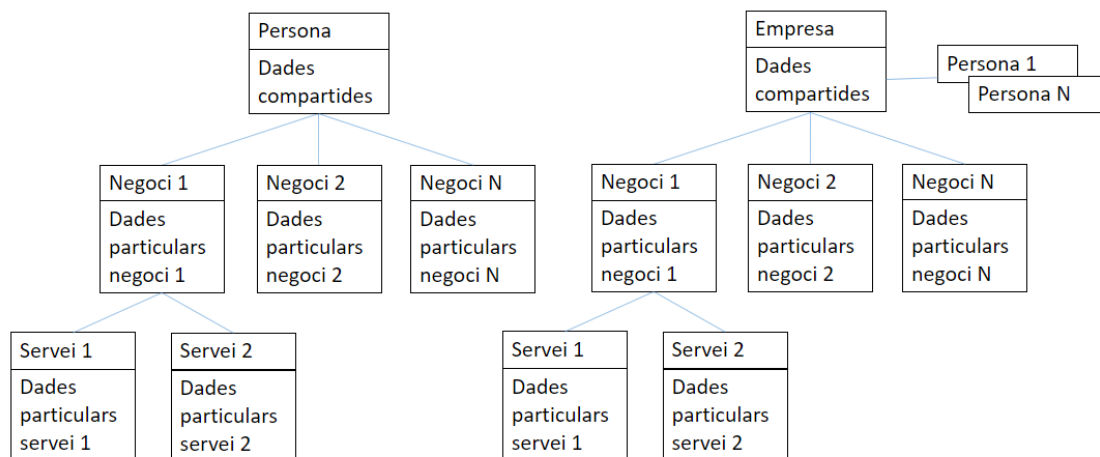 Persona
Dades
compartides
Empresa
Dades
compartides
Persona 1
Persona N
Negoci 1
Dades
particulars
negoci 1
Negoci 2
Dades
particulars
negoci 2
Negoci N
Dades
particulars
negoci N
Negoci 1
Dades
particulars
negoci 1
Negoci 2
Dades
particulars
negoci 2
Negoci N
Dades
particulars
negoci N
Servei 1
Dades
particulars
servei 1
Servei 2
Dades
particulars
servei 2
Servei 1
Dades
particulars
servei 1
Servei 2
Dades
particulars
servei 2